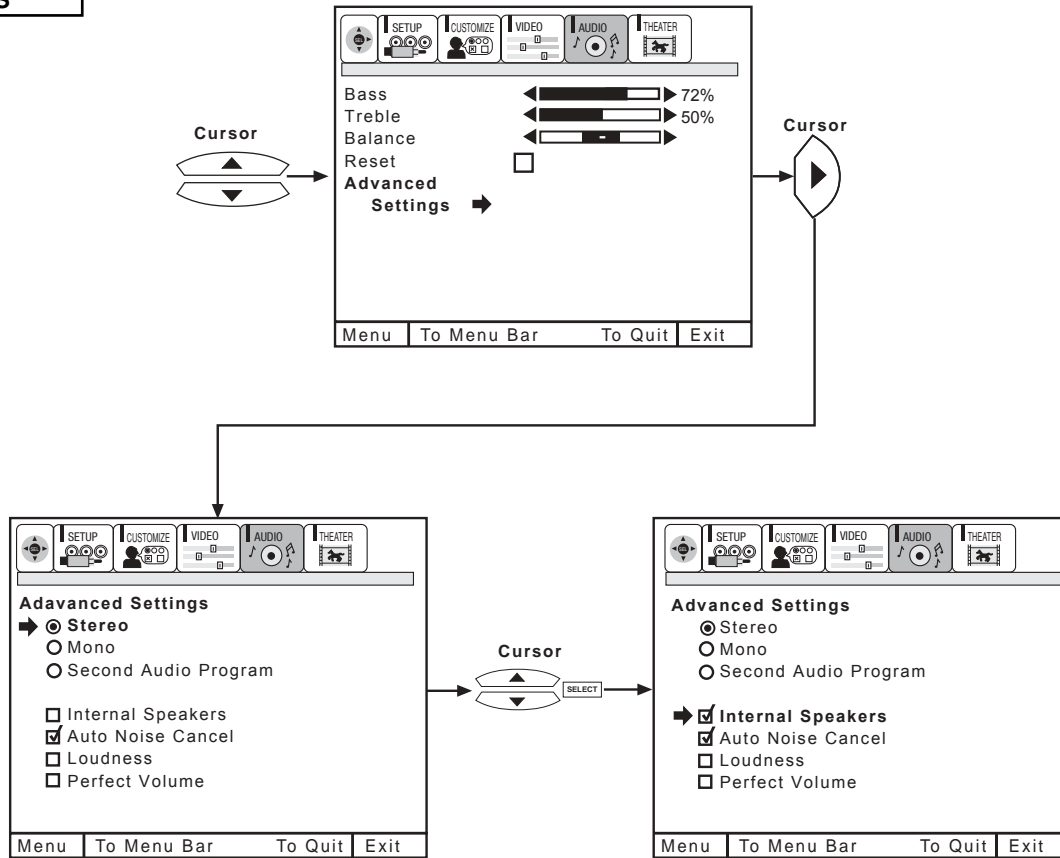 S
SEL SETUP CUSTOMIZE VIDEO AUDIO THEATER
Bass 72%
Treble 50%
Balance
Reset
Advanced
Settings
Menu To Menu Bar To Quit Exit
Cursor
Cursor
SEL SETUP CUSTOMIZE VIDEO AUDIO THEATER
Adavanced Settings
Stereo
Mono
Second Audio Program
Internal Speakers
Auto Noise Cancel
Loudness
Perfect Volume
Menu To Menu Bar To Quit Exit
Cursor
SELECT
SEL SETUP CUSTOMIZE VIDEO AUDIO THEATER
Advanced Settings
Stereo
Mono
Second Audio Program
Internal Speakers
Auto Noise Cancel
Loudness
Perfect Volume
Menu To Menu Bar To Quit Exit